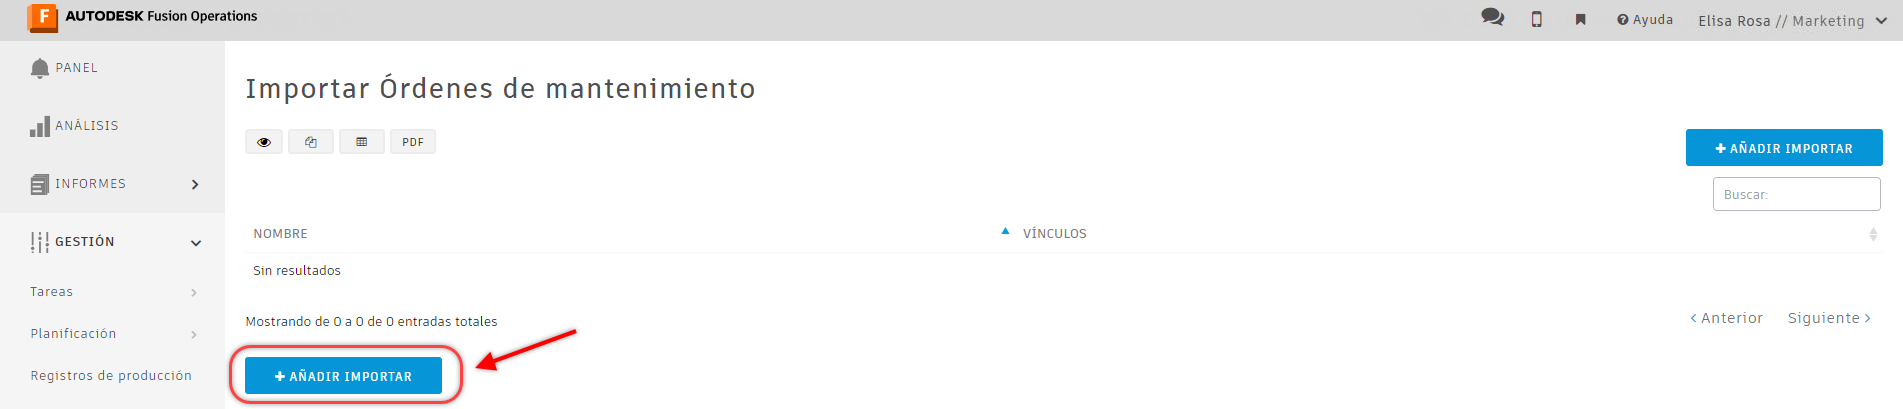 F AUTODESK Fusion Operations
Ayuda
Elisa Rosa // Marketing
PANEL
ANÁLISIS
INFORMES
GESTIÓN
Tareas
Planificación
Registros de producción
Importar Órdenes de mantenimiento
PDF
+ AÑADIR IMPORTAR
Buscar:
NOMBRE VÍNCULOS
Sin resultados
Mostrando de 0 a 0 de 0 entradas totales
< Anterior Siguiente >
+ AÑADIR IMPORTAR